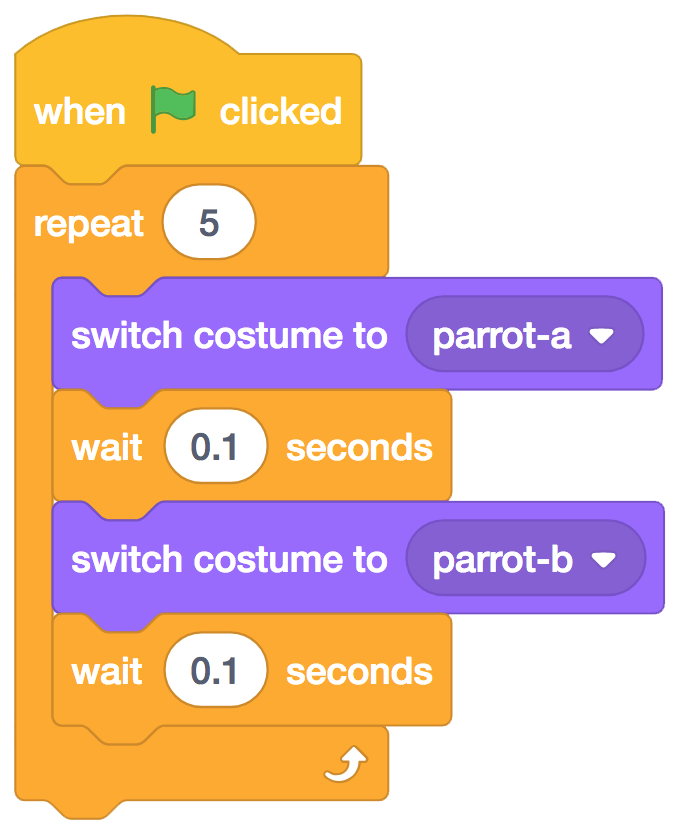 when clicked
repeat 5
switch costume to parrot-a
wait 0.1 seconds
switch costume to parrot-b
wait 0.1 seconds